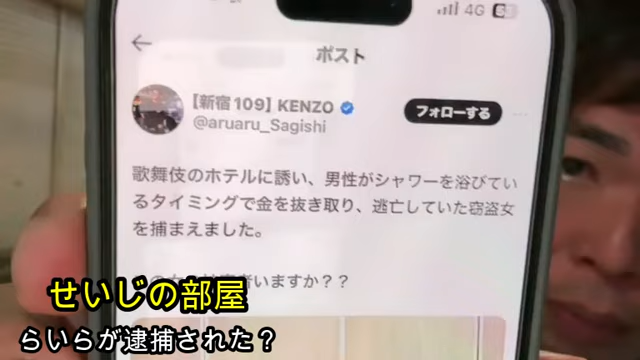 4G
ポスト
【新宿109】KENZO
フォローする
@aruaru_Sagishi
歌舞伎のホテルに誘い、男性がシャワーを浴びてい
るタイミングで金を抜き取り、逃亡していた窃盗女
を捕まえました。
いますか？？
せいじの部屋
らいらが逮捕された？